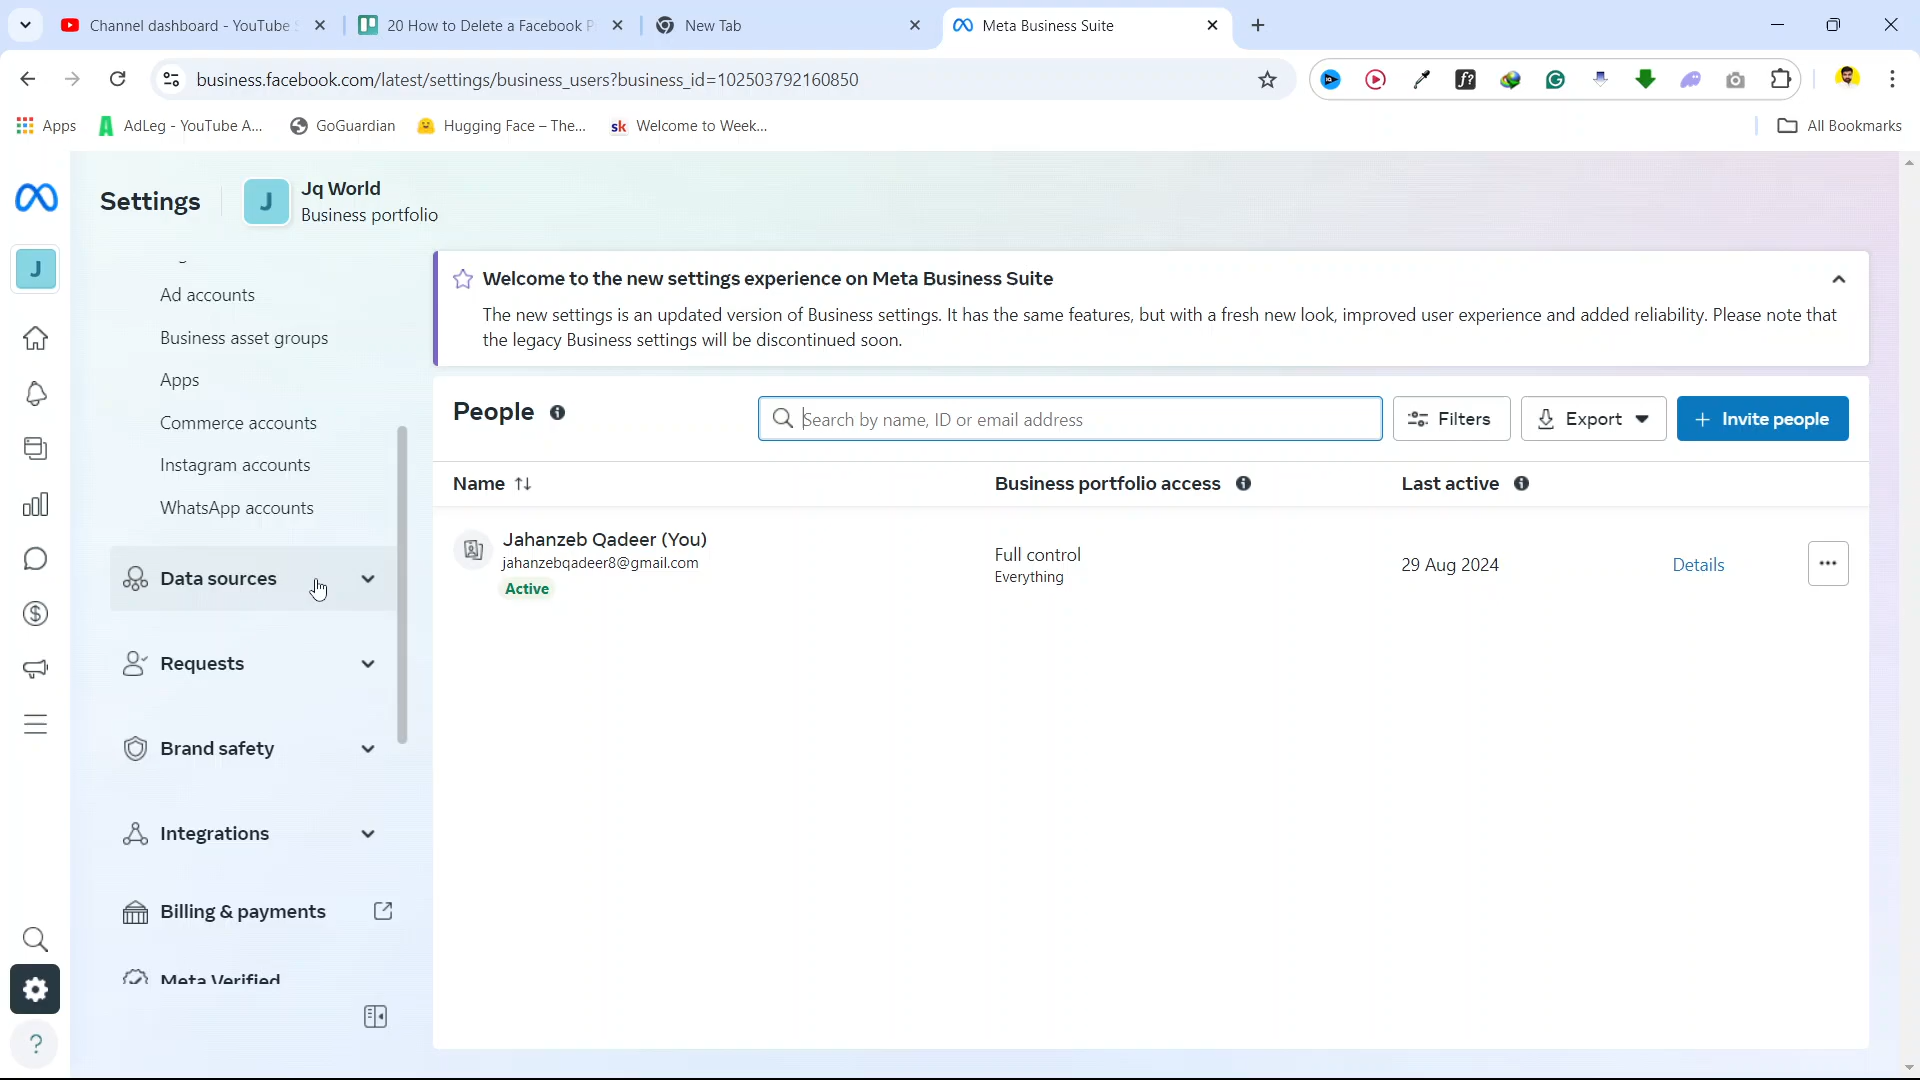 Channel dashboard - YouTube S
20 How to Delete a Facebook P
New Tab
Meta Business Suite
business.facebook.com/latest/settings/business_users?business_id=102503792160850
Apps
AdLeg - YouTube A...
GoGuardian
Hugging Face – The...
sk Welcome to Week...
All Bookmarks
Settings
J
Jq World
Business portfolio
J
Ad accounts
Business asset groups
Apps
Commerce accounts
Instagram accounts
WhatsApp accounts
Data sources
Requests
Brand safety
Integrations
Billing & payments
Meta Verified
Welcome to the new settings experience on Meta Business Suite
The new settings is an updated version of Business settings. It has the same features, but with a fresh new look, improved user experience and added reliability. Please note that
the legacy Business settings will be discontinued soon.
People
Search by name, ID or email address
Filters
Export
+ Invite people
Name
Business portfolio access
Last active
Jahanzeb Qadeer (You)
jahanzebqadeer8@gmail.com
Active
Full control
Everything
29 Aug 2024
Details